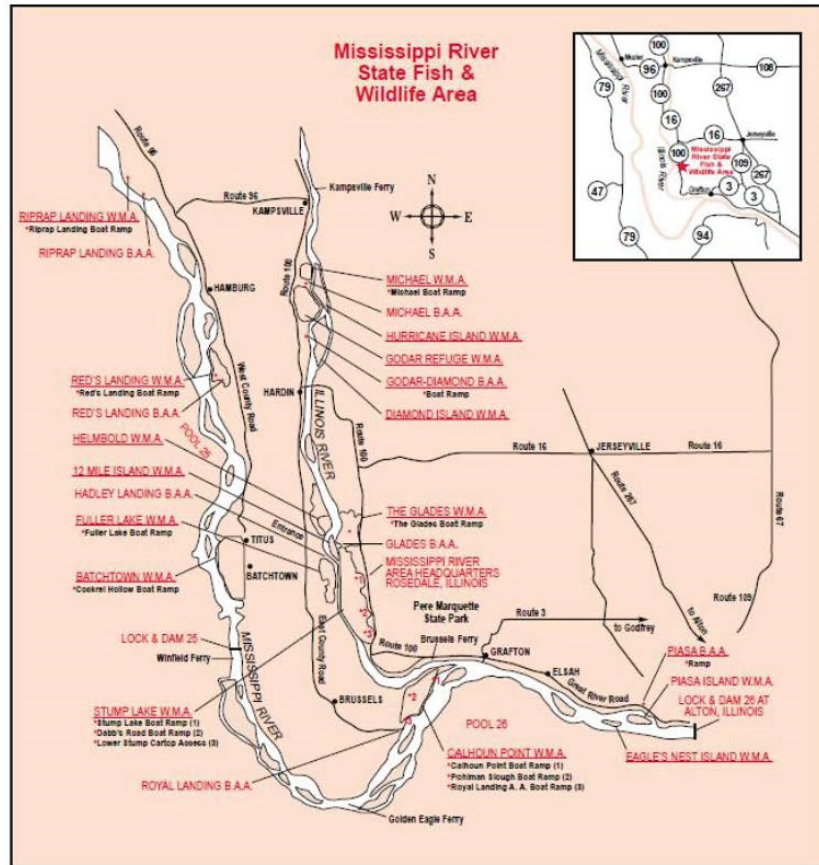 Mississippi River
State Fish &
Wildlife Area
100
Mozier
96
Kampsville
108
79
Mississippi River
100
267
16
16
Jerseyville
100
Mississippi
River State
Fish &
Wildlife Area
109
267
Illinois River
47
Grafton
3
3
79
94
Route 96
Route 96
Kampsville Ferry
KAMPSVILLE
N
W
E
S
RIPRAP LANDING W.M.A.
*Riprap Landing Boat Ramp
RIPRAP LANDING B.A.A.
HAMBURG
Route 100
MICHAEL W.M.A.
*Michael Boat Ramp
MICHAEL B.A.A.
HURRICANE ISLAND W.M.A.
GODAR REFUGE W.M.A.
GODAR-DIAMOND B.A.A.
*Boat Ramp
DIAMOND ISLAND W.M.A.
RED'S LANDING W.M.A.
*Red's Landing Boat Ramp
RED'S LANDING B.A.A.
West County Road
HARDIN
ILLINOIS RIVER
POOL 25
HELMBOLD W.M.A.
12 MILE ISLAND W.M.A.
HADLEY LANDING B.A.A.
FULLER LAKE W.M.A.
*Fuller Lake Boat Ramp
Entrance
Route 100
Route 16
JERSEYVILLE
Route 16
Route 267
Route 67
THE GLADES W.M.A.
*The Glades Boat Ramp
GLADES B.A.A.
MISSISSIPPI RIVER
AREA HEADQUARTERS
ROSEDALE, ILLINOIS
TITUS
BATCHTOWN
BATCHTOWN W.M.A.
*Cockrel Hollow Boat Ramp
Route 109
Pere Marquette
State Park
Route 3
to Godfrey
to Alton
LOCK & DAM 25
Winfield Ferry
MISSISSIPPI RIVER
East County Road
Route 100
Brussels Ferry
GRAFTON
ELSAH
Great River Road
PIASA B.A.A.
*Ramp
PIASA ISLAND W.M.A.
LOCK & DAM 26 AT
ALTON, ILLINOIS
STUMP LAKE W.M.A.
*Stump Lake Boat Ramp (1)
*Dabb's Road Boat Ramp (2)
*Lower Stump Cartop Access (3)
BRUSSELS
*2
POOL 26
EAGLE'S NEST ISLAND W.M.A.
CALHOUN POINT W.M.A.
*Calhoun Point Boat Ramp (1)
*Pohlman Slough Boat Ramp (2)
*Royal Landing A. A. Boat Ramp (3)
ROYAL LANDING B.A.A.
Golden Eagle Ferry